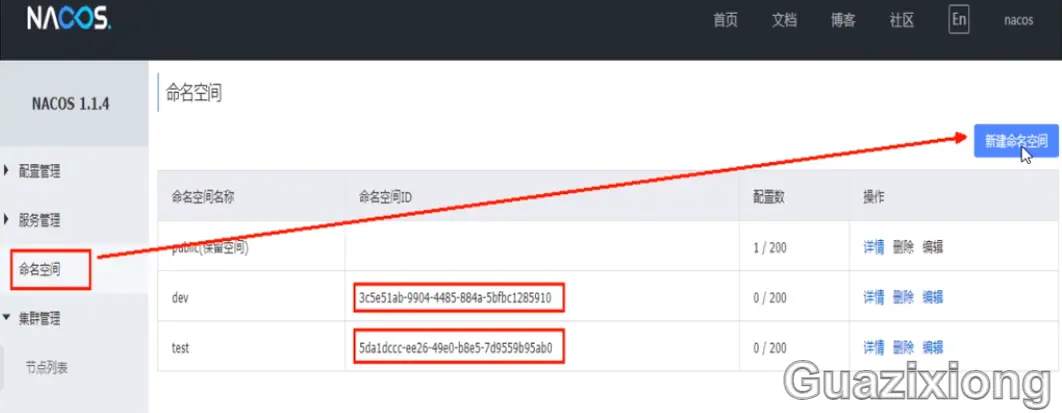 NACOS. 首页 文档 博客 社区 En nacos
NACOS 1.1.4
命名空间
新建命名空间
配置管理
服务管理
命名空间
集群管理
节点列表
命名空间名称 命名空间ID 配置数 操作
public(保留空间) 1 / 200 详情 删除 编辑
dev 3c5e51ab-9904-4485-884a-5bfbc1285910 0 / 200 详情 删除 编辑
test 5da1dccc-ee26-49e0-b8e5-7d9559b95ab0 0 / 200 详情 删除 编辑
Guazixiong